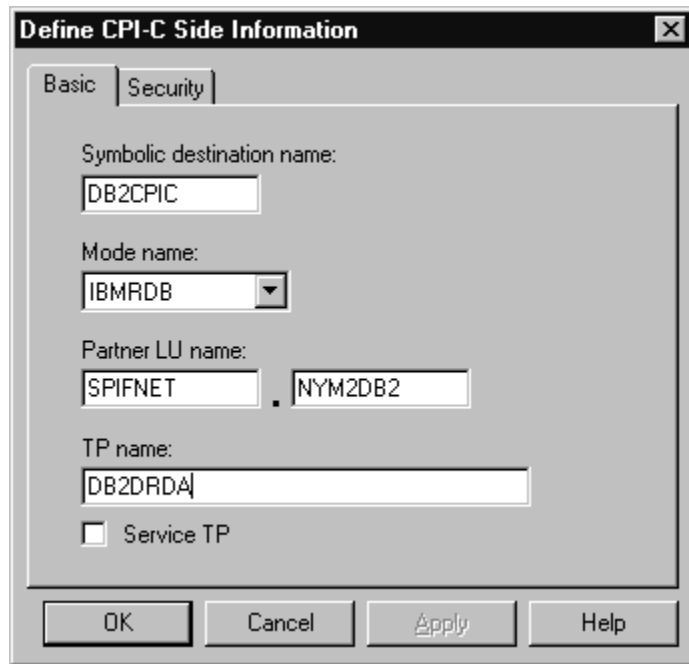 Define CPI-C Side Information
Basic Security
Symbolic destination name:
DB2CPIC
Mode name:
IBMRDB
Partner LU name:
SPIFNET . NYM2DB2
TP name:
DB2DRDA
Service TP
OK Cancel Apply Help